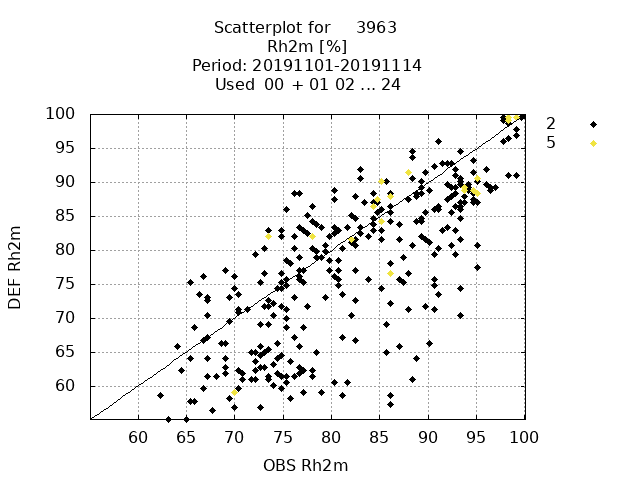 Scatterplot for 3963
Rh2m [%]
Period: 20191101-20191114
Used 00 + 01 02 ... 24
100
95
90
85
80
75
70
65
60
DEF Rh2m
60 65 70 75 80 85 90 95 100
OBS Rh2m
2
5